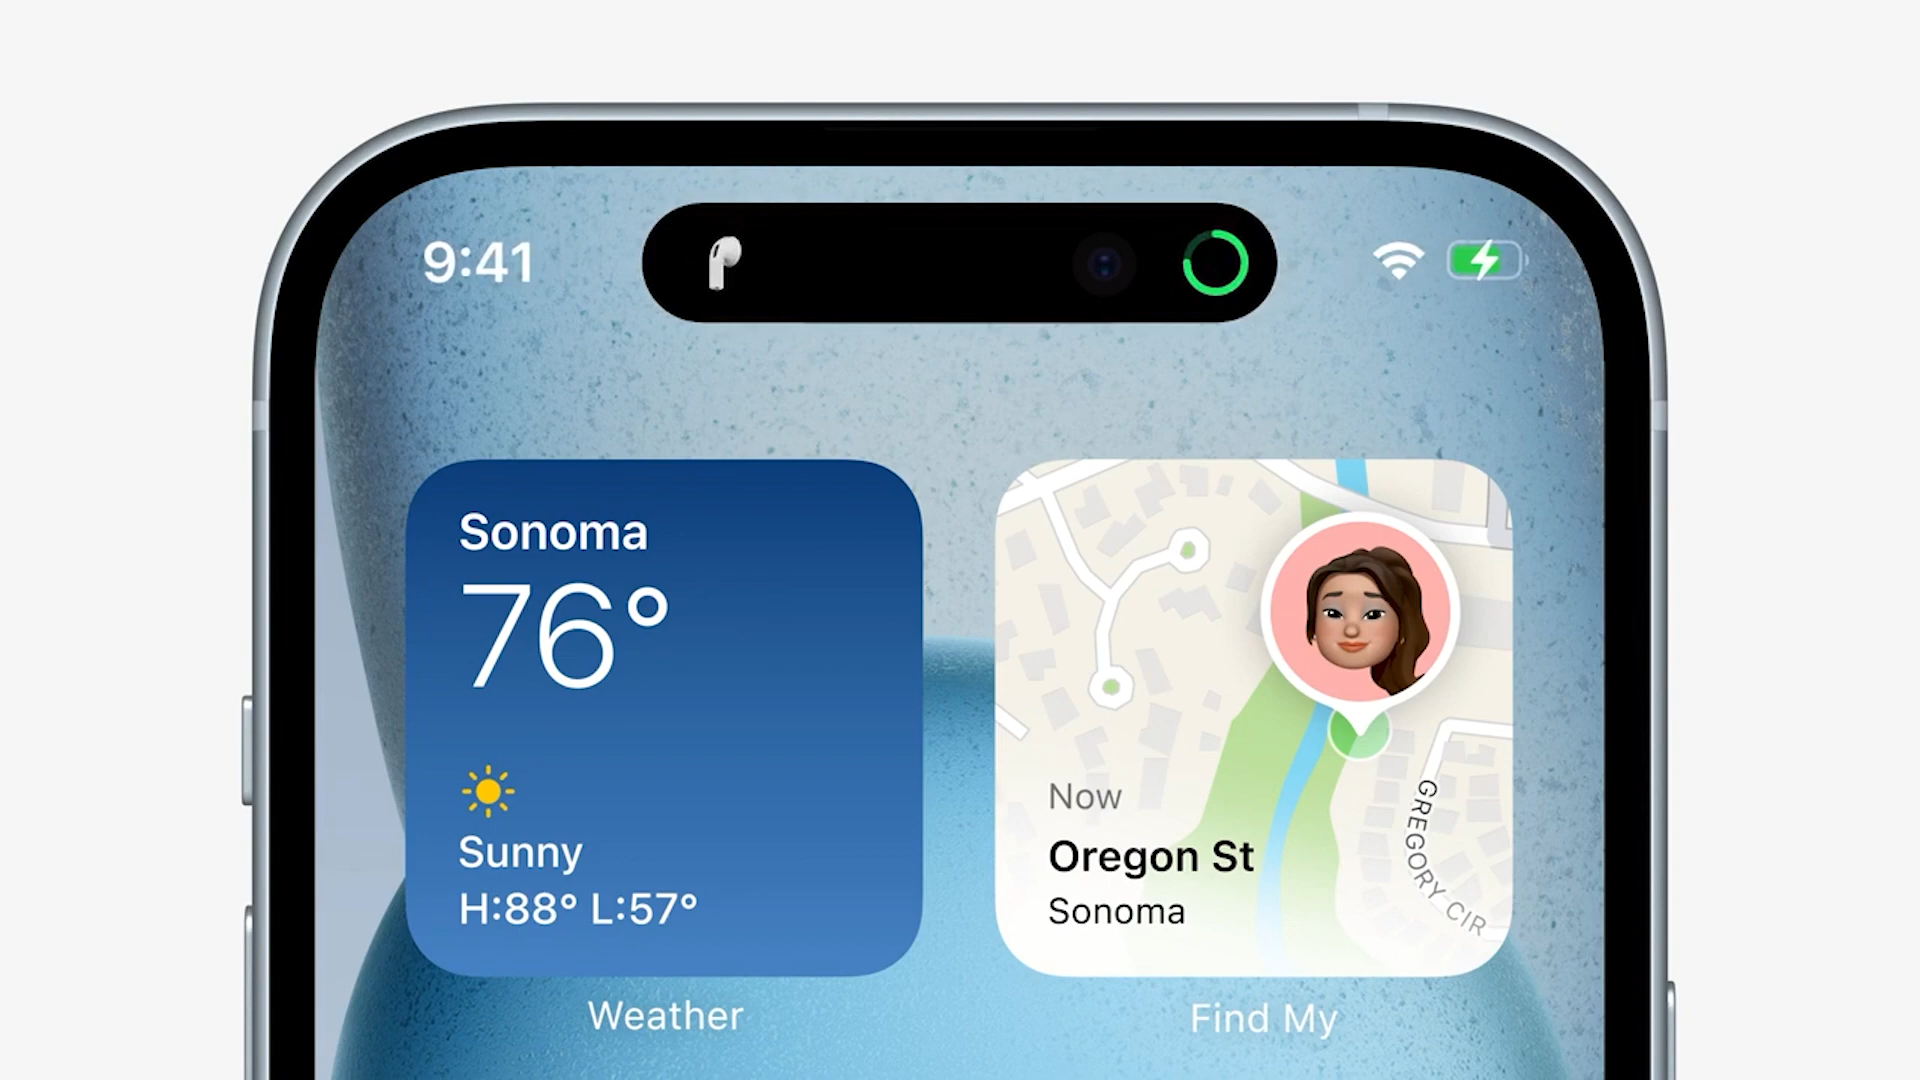 9:41
Sonoma
76°
Sunny
H:88° L:57°
Weather
Now
Oregon St
Sonoma
GREGORY CIR
Find My